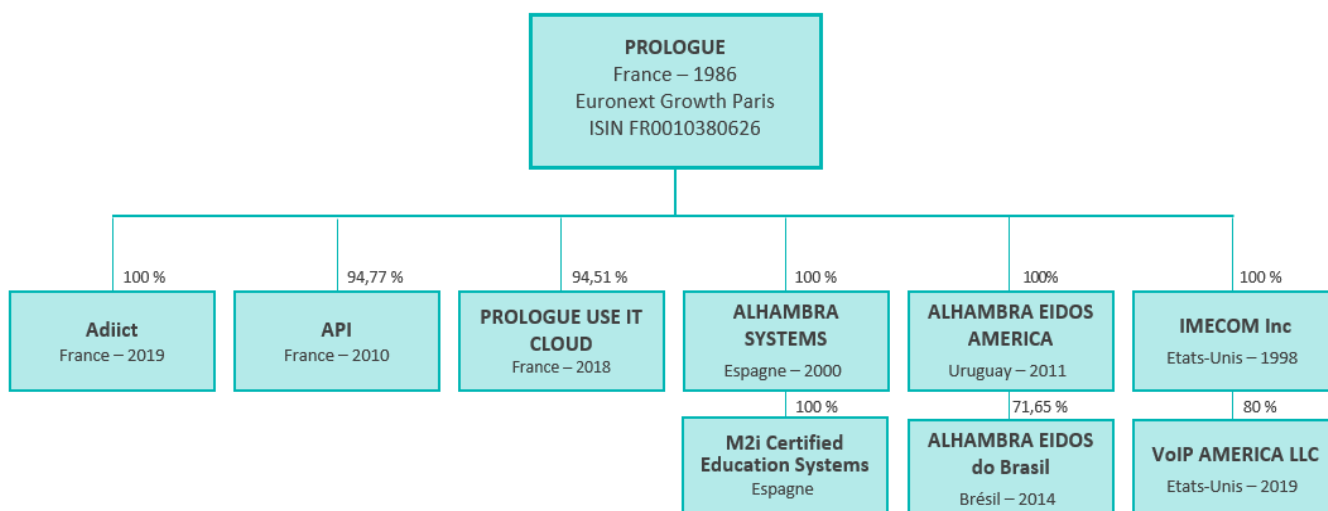 PROLOGUE
France – 1986
Euronext Growth Paris
ISIN FR0010380626
100 %
94,77 %
94,51 %
100 %
100%
100 %
Adiict
France – 2019
API
France – 2010
PROLOGUE USE IT
CLOUD
France – 2018
ALHAMBRA
SYSTEMS
Espagne – 2000
ALHAMBRA EIDOS
AMERICA
Uruguay – 2011
IMECOM Inc
Etats-Unis – 1998
100 %
71,65 %
80 %
M2i Certified
Education Systems
Espagne
ALHAMBRA EIDOS
do Brasil
Brésil – 2014
VoIP AMERICA LLC
Etats-Unis – 2019